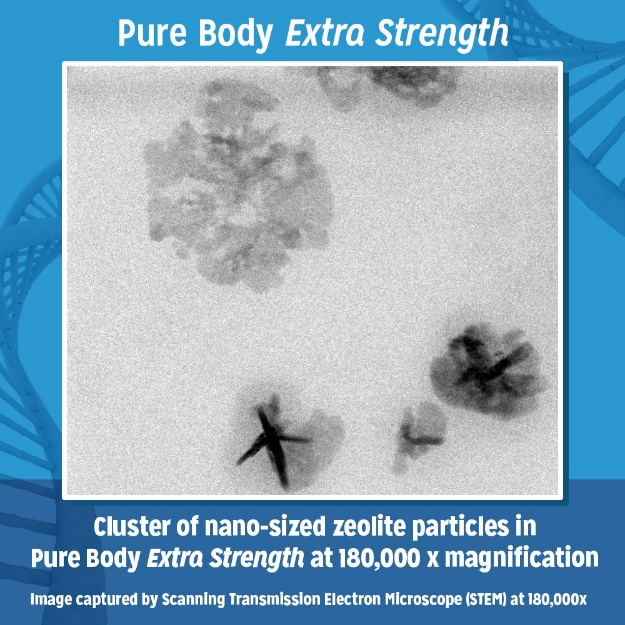 Pure Body Extra Strength
Cluster of nano-sized zeolite particles in
Pure Body Extra Strength at 180,000 x magnification
Image captured by Scanning Transmission Electron Microscope (STEM) at 180,000x